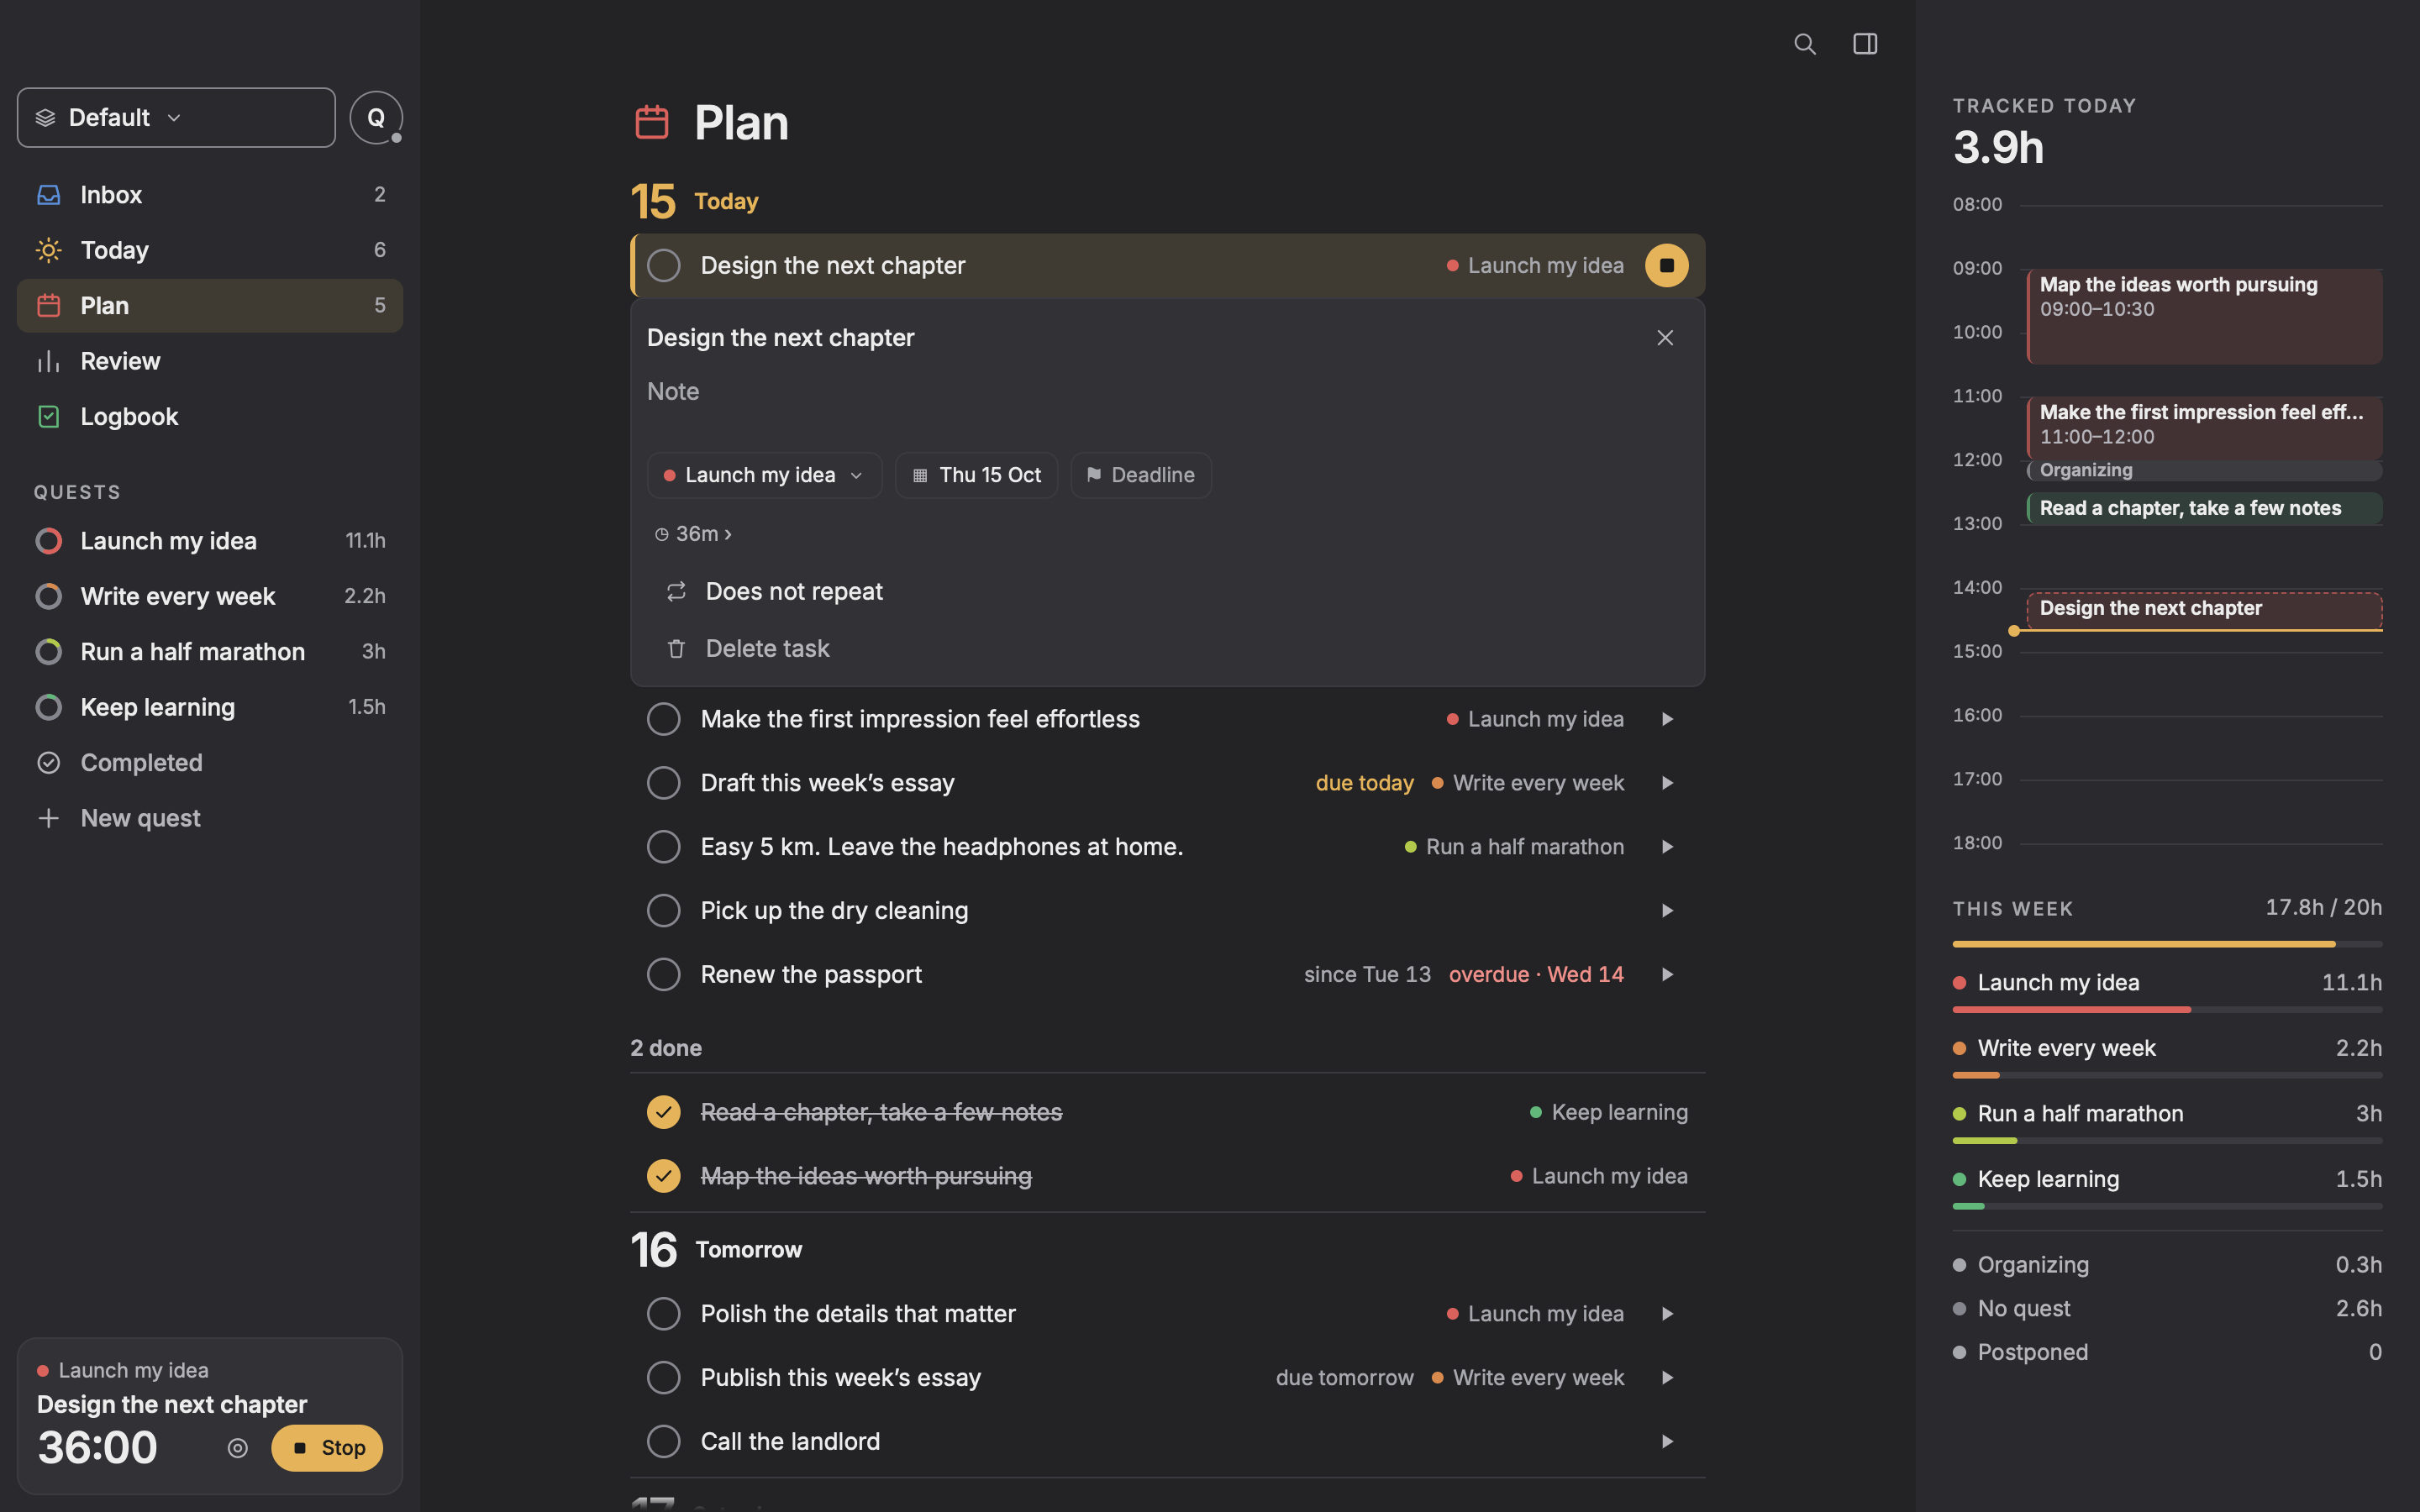 Default
Q
Inbox 2
Today 6
Plan 5
Review
Logbook
QUESTS
Launch my idea 11.1h
Write every week 2.2h
Run a half marathon 3h
Keep learning 1.5h
Completed
New quest
Launch my idea
Design the next chapter
36:00 Stop
Plan
15 Today
Design the next chapter Launch my idea
Design the next chapter
Note
Launch my idea Thu 15 Oct Deadline
36m ›
Does not repeat
Delete task
Make the first impression feel effortless Launch my idea
Draft this week’s essay due today Write every week
Easy 5 km. Leave the headphones at home. Run a half marathon
Pick up the dry cleaning
Renew the passport since Tue 13 overdue · Wed 14
2 done
Read a chapter, take a few notes Keep learning
Map the ideas worth pursuing Launch my idea
16 Tomorrow
Polish the details that matter Launch my idea
Publish this week’s essay due tomorrow Write every week
Call the landlord
TRACKED TODAY
3.9h
08:00
09:00
Map the ideas worth pursuing
09:00–10:30
10:00
11:00
Make the first impression feel eff...
11:00–12:00
12:00
Organizing
Read a chapter, take a few notes
13:00
14:00
Design the next chapter
15:00
16:00
17:00
18:00
THIS WEEK 17.8h / 20h
Launch my idea 11.1h
Write every week 2.2h
Run a half marathon 3h
Keep learning 1.5h
Organizing 0.3h
No quest 2.6h
Postponed 0